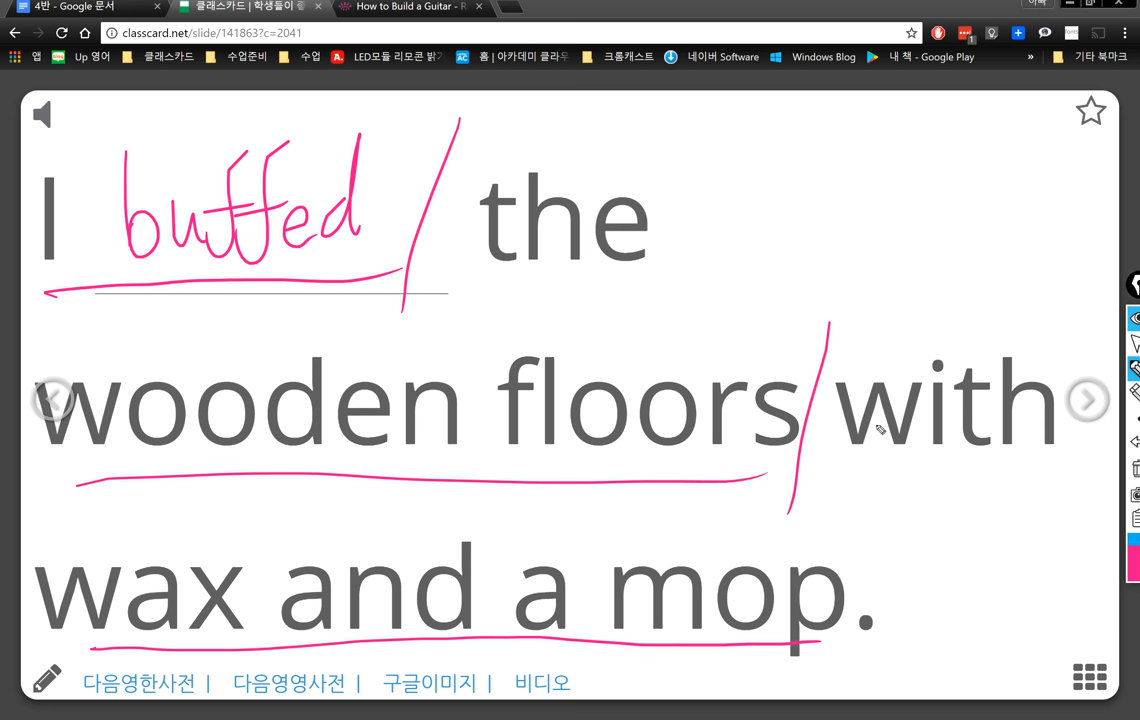 4반 - Google 문서
클래스카드 | 학생들이 좋
How to Build a Guitar - R
아빠
classcard.net/slide/141863?c=2041
앱 Up 영어 클래스카드 수업준비 수업 LED모듈 리모콘 밝기 홈 | 아카데미 클라우 크롬캐스트 네이버 Software Windows Blog 내 책 - Google Play » 기타 북마크
I buffed / the
wooden floors / with
wax and a mop.
다음영한사전 | 다음영영사전 | 구글이미지 | 비디오